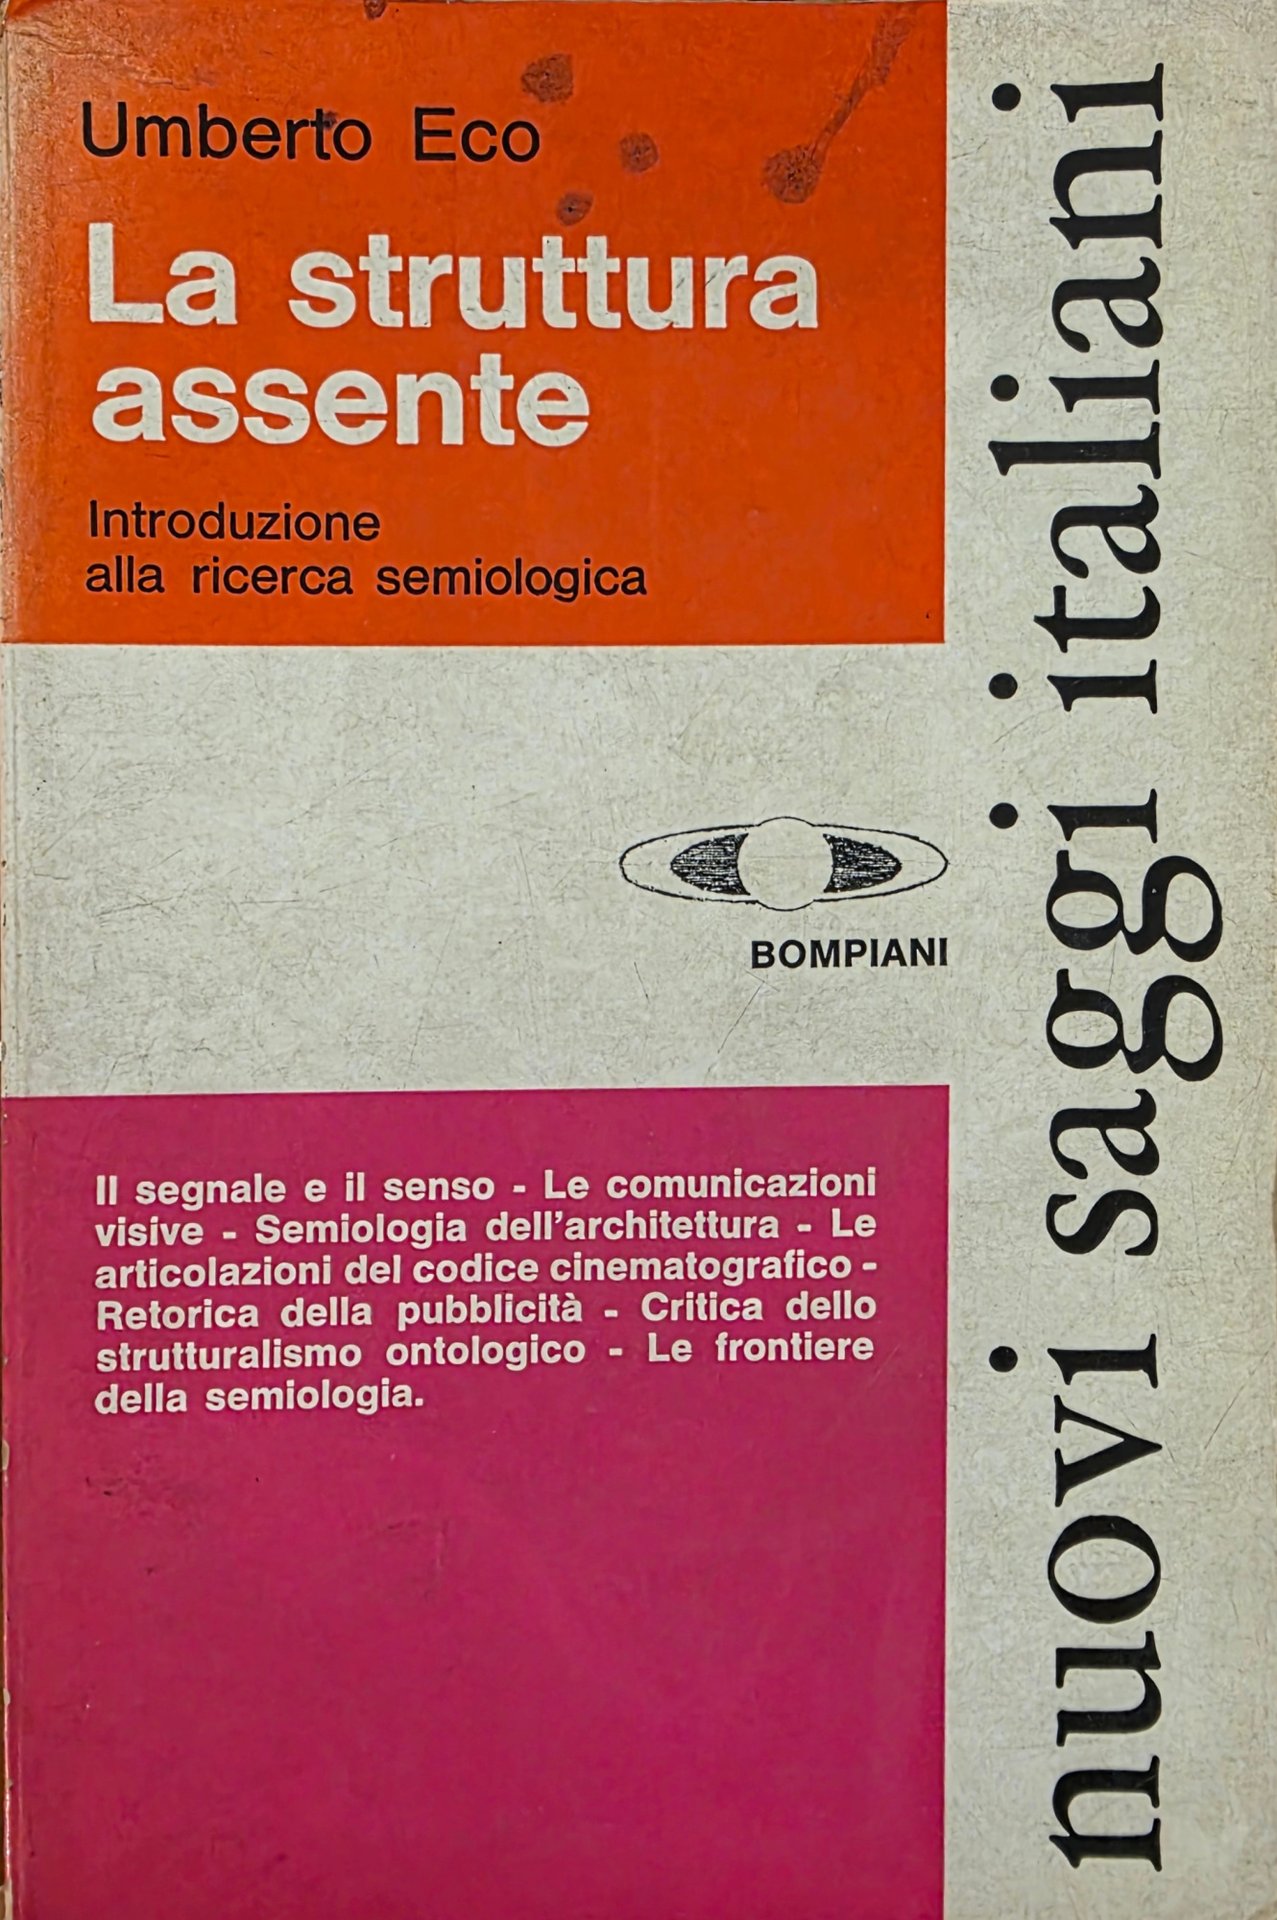 Umberto Eco
La struttura
assente
Introduzione
alla ricerca semiologica
BOMPIANI
Il segnale e il senso - Le comunicazioni
visive - Semiologia dell'architettura - Le
articolazioni del codice cinematografico -
Retorica della pubblicità - Critica dello
strutturalismo ontologico - Le frontiere
della semiologia.
nuovi saggi italiani